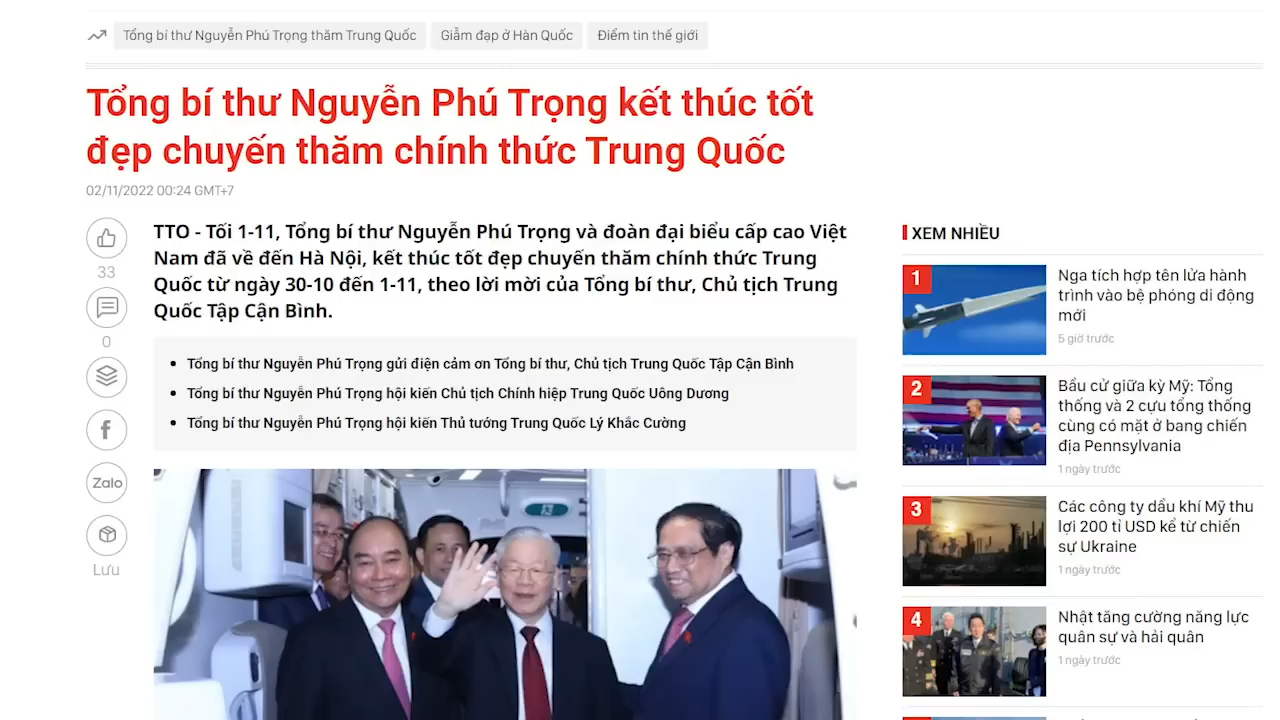 Tổng bí thư Nguyễn Phú Trọng thăm Trung Quốc
Giẫm đạp ở Hàn Quốc
Điểm tin thế giới
Tổng bí thư Nguyễn Phú Trọng kết thúc tốt
đẹp chuyến thăm chính thức Trung Quốc
02/11/2022 00:24 GMT+7
33
0
Zalo
Lưu
TTO - Tối 1-11, Tổng bí thư Nguyễn Phú Trọng và đoàn đại biểu cấp cao Việt
Nam đã về đến Hà Nội, kết thúc tốt đẹp chuyến thăm chính thức Trung
Quốc từ ngày 30-10 đến 1-11, theo lời mời của Tổng bí thư, Chủ tịch Trung
Quốc Tập Cận Bình.
Tổng bí thư Nguyễn Phú Trọng gửi điện cảm ơn Tổng bí thư, Chủ tịch Trung Quốc Tập Cận Bình
Tổng bí thư Nguyễn Phú Trọng hội kiến Chủ tịch Chính hiệp Trung Quốc Uông Dương
Tổng bí thư Nguyễn Phú Trọng hội kiến Thủ tướng Trung Quốc Lý Khắc Cường
XEM NHIỀU
1
Nga tích hợp tên lửa hành
trình vào bệ phóng di động
mới
5 giờ trước
2
Bầu cử giữa kỳ Mỹ: Tổng
thống và 2 cựu tổng thống
cùng có mặt ở bang chiến
địa Pennsylvania
1 ngày trước
3
Các công ty dầu khí Mỹ thu
lợi 200 tỉ USD kể từ chiến
sự Ukraine
1 ngày trước
4
Nhật tăng cường năng lực
quân sự và hải quân
1 ngày trước